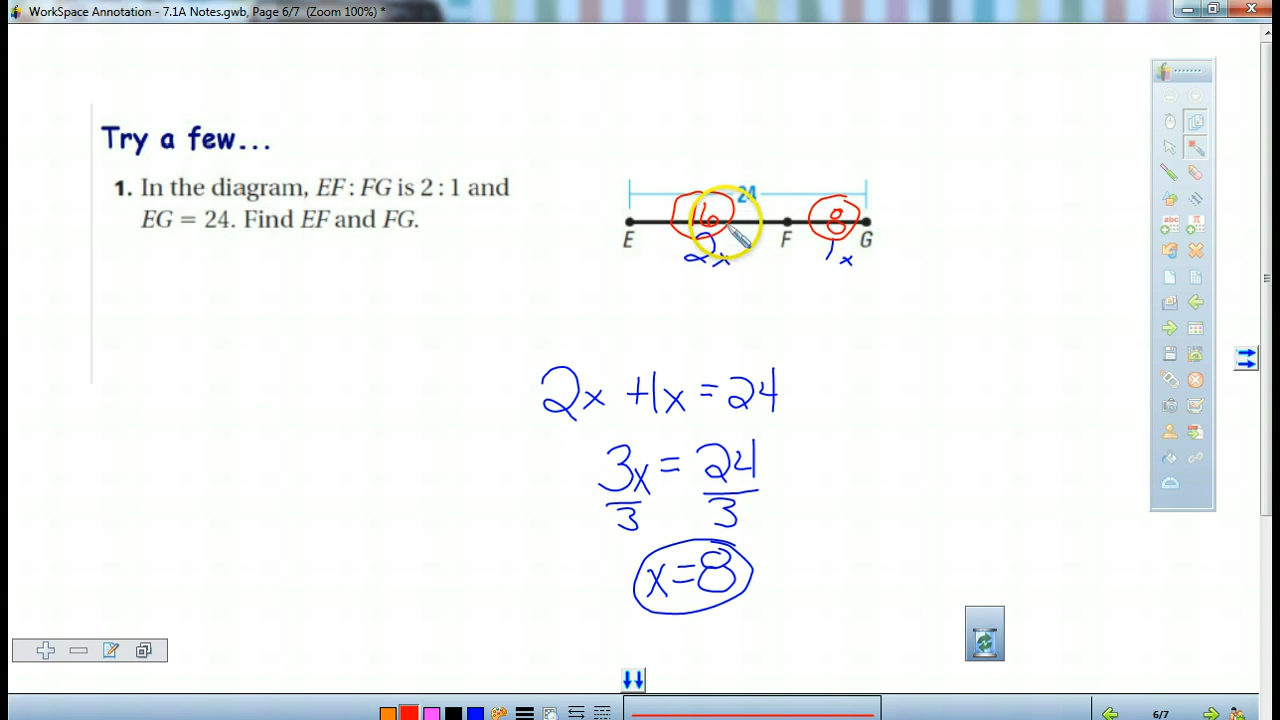 WorkSpace Annotation - 7.1A Notes.gwb, Page 6/7 (Zoom 100%) *
Try a few...
1. In the diagram, EF : FG is 2 : 1 and
EG = 24. Find EF and FG.
24
16 8
E F G
2x 1x
2x + 1x = 24
3x = 24
3 3
x = 8
abc π
6/7